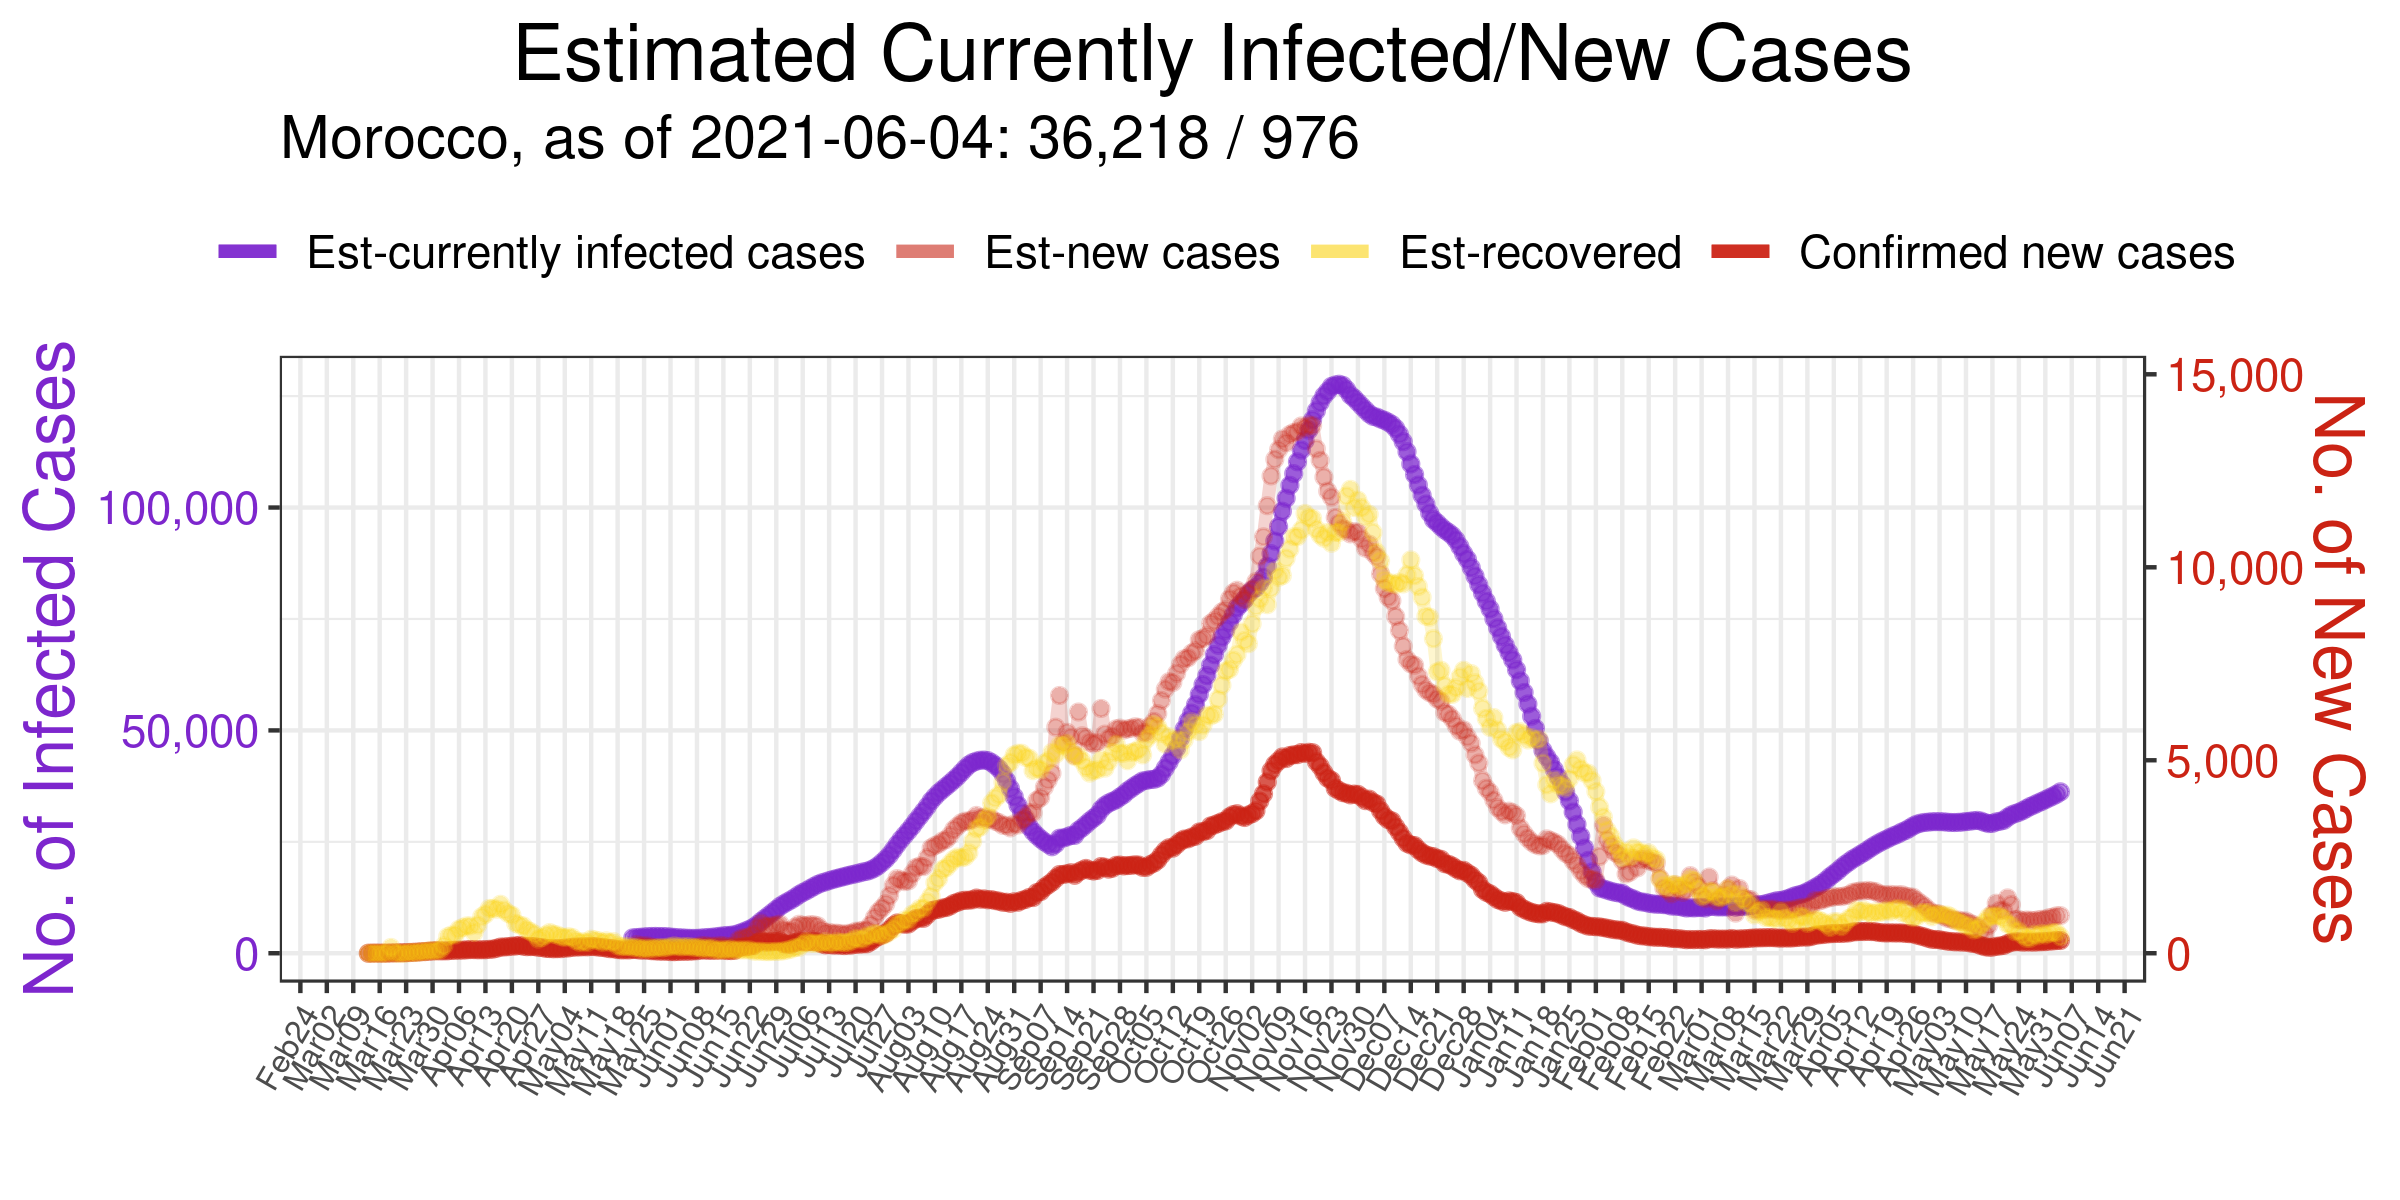 Estimated Currently Infected/New Cases
Morocco, as of 2021-06-04: 36,218 / 976
Est-currently infected cases
Est-new cases
Est-recovered
Confirmed new cases
No. of Infected Cases
100,000
50,000
0
15,000
10,000
5,000
0
No. of New Cases
Feb24
Mar02
Mar09
Mar16
Mar23
Mar30
Apr06
Apr13
Apr20
Apr27
May04
May11
May18
May25
Jun01
Jun08
Jun15
Jun22
Jun29
Jul06
Jul13
Jul20
Jul27
Aug03
Aug10
Aug17
Aug24
Aug31
Sep07
Sep14
Sep21
Sep28
Oct05
Oct12
Oct19
Oct26
Nov02
Nov09
Nov16
Nov23
Nov30
Dec07
Dec14
Dec21
Dec28
Jan04
Jan11
Jan18
Jan25
Feb01
Feb08
Feb15
Feb22
Mar01
Mar08
Mar15
Mar22
Mar29
Apr05
Apr12
Apr19
Apr26
May03
May10
May17
May24
May31
Jun07
Jun14
Jun21